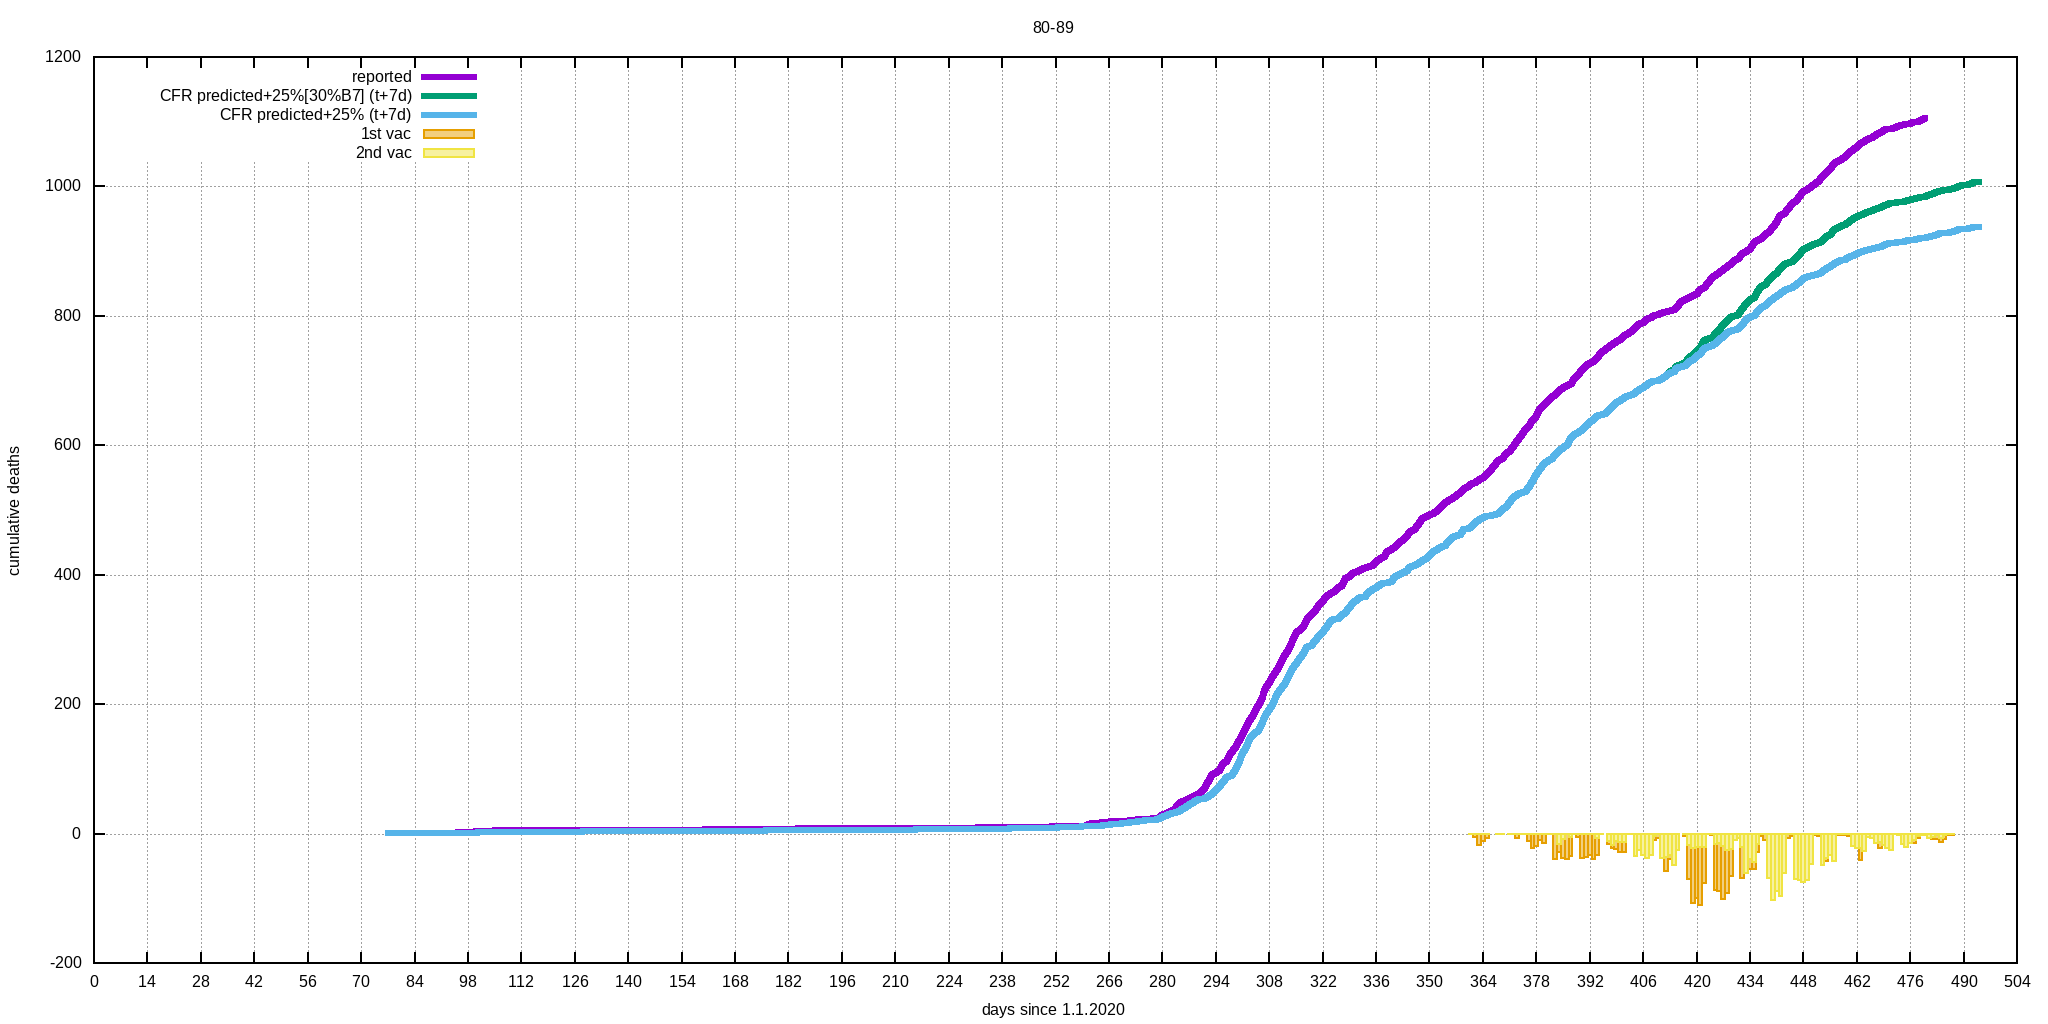 80-89
1200
1000
800
600
400
200
0
-200
cumulative deaths
reported
CFR predicted+25%[30%B7] (t+7d)
CFR predicted+25% (t+7d)
1st vac
2nd vac
0 14 28 42 56 70 84 98 112 126 140 154 168 182 196 210 224 238 252 266 280 294 308 322 336 350 364 378 392 406 420 434 448 462 476 490 504
days since 1.1.2020